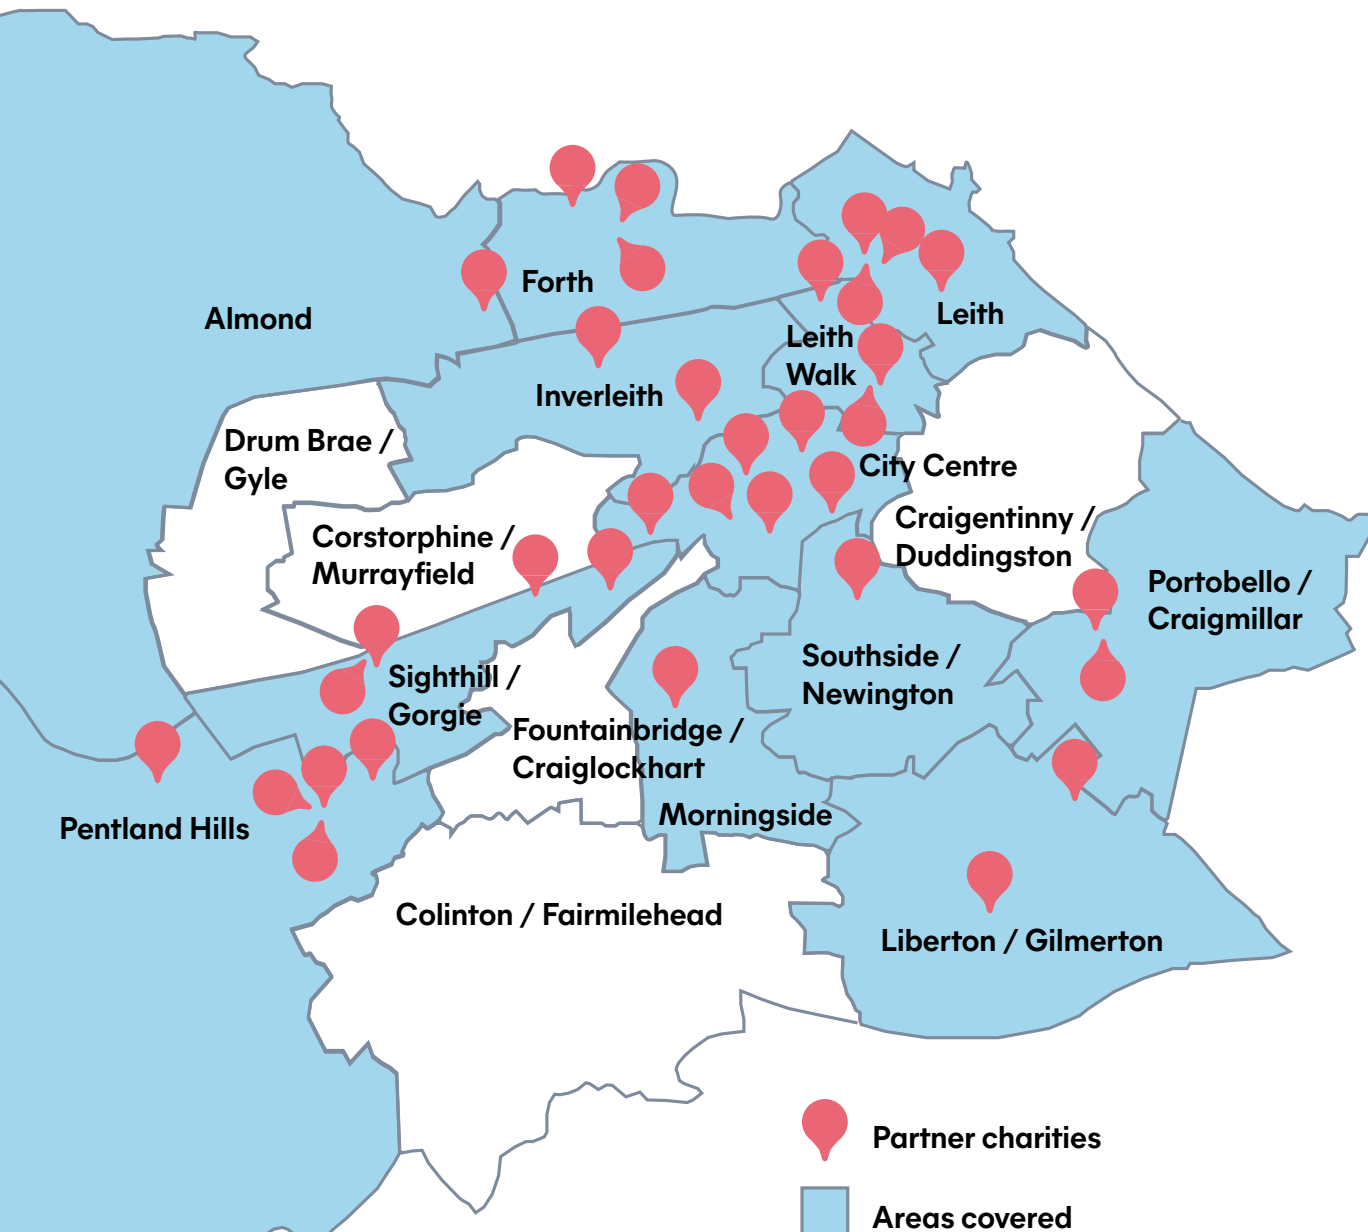 Forth
Almond
Leith
Leith
Walk
Inverleith
Drum Brae /
Gyle
City Centre
Corstorphine /
Murrayfield
Craigentinny /
Duddingston
Portobello /
Craigmillar
Southside /
Newington
Sighthill /
Gorgie
Fountainbridge /
Craiglockhart
Morningside
Pentland Hills
Colinton / Fairmilehead
Liberton / Gilmerton
Partner charities
Areas covered